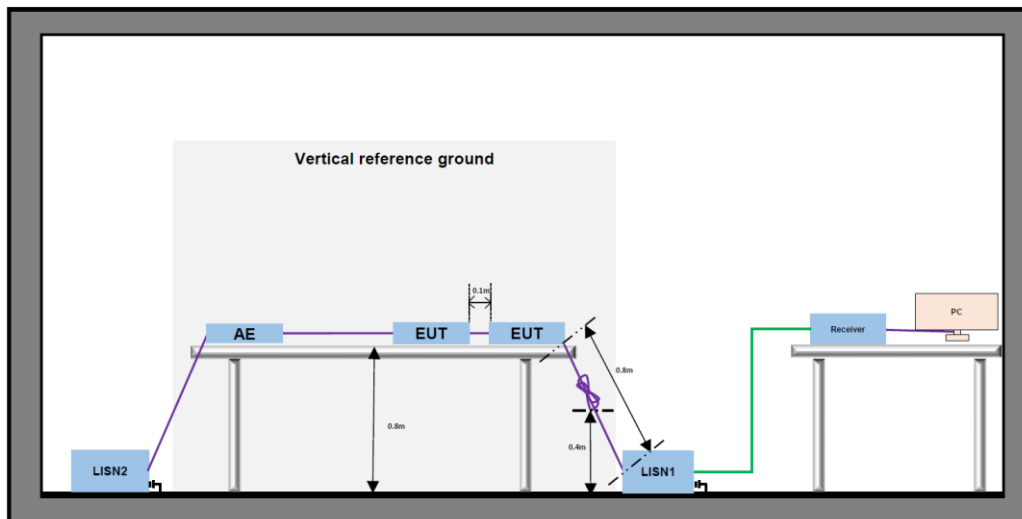 Vertical reference ground
0.1m
AE
EUT
EUT
Receiver
PC
0.8m
0.8m
0.4m
LISN2
LISN1